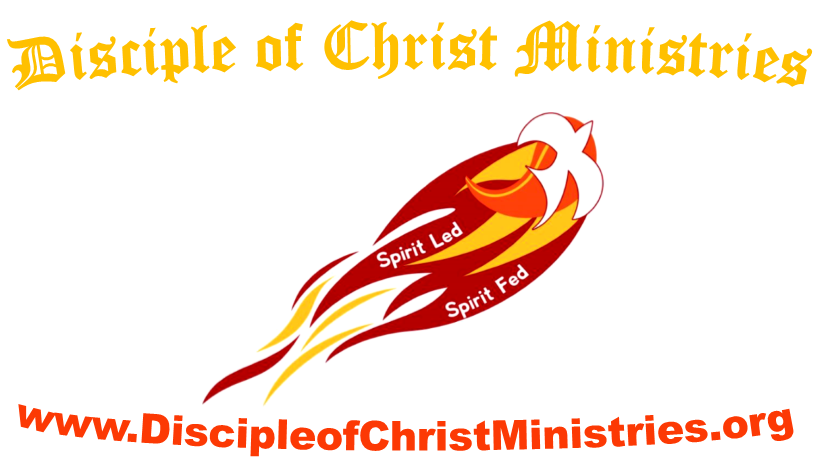 Disciple of Christ Ministries
Spirit Led
Spirit Fed
www.DiscipleofChristMinistries.org